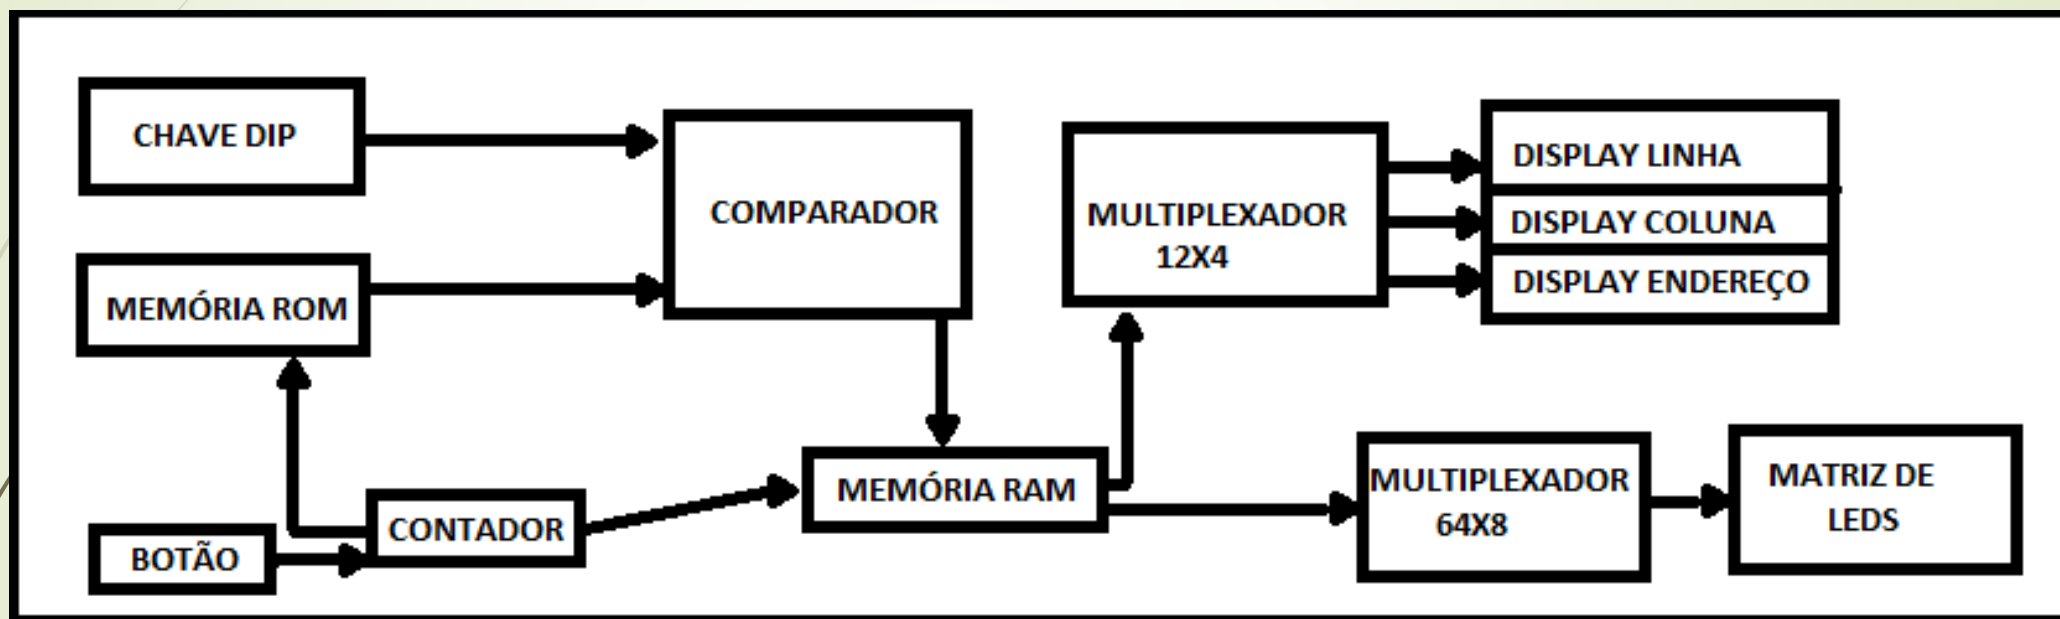 CHAVE DIP
MEMÓRIA ROM
BOTÃO
CONTADOR
COMPARADOR
MEMÓRIA RAM
MULTIPLEXADOR
12X4
DISPLAY LINHA
DISPLAY COLUNA
DISPLAY ENDEREÇO
MULTIPLEXADOR
64X8
MATRIZ DE
LEDS